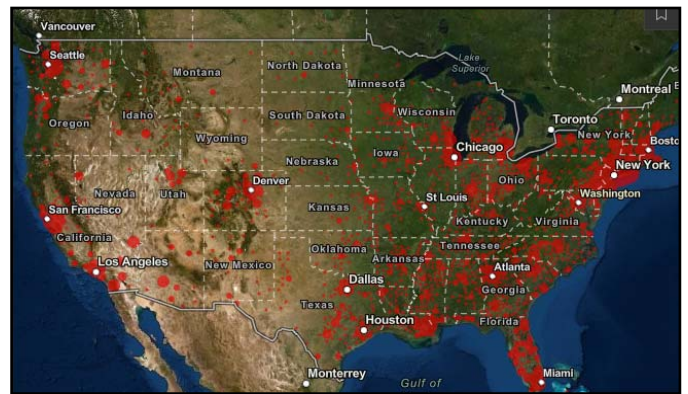 Vancouver
Seattle
Montana
North Dakota
Lake
Superior
Minnesota
Montreal
Oregon
Idaho
South Dakota
Wisconsin
Toronto
Wyoming
New York
Bosto
Iowa
Chicago
Nebraska
New York
Nevada
Utah
Denver
Ohio
San Francisco
Kansas
St Louis
Washington
California
Kentucky
Virginia
Los Angeles
New Mexico
Oklahoma
Arkansas
Tennessee
Dallas
Atlanta
Texas
Georgia
Houston
Florida
Monterrey
Gulf of
Miami